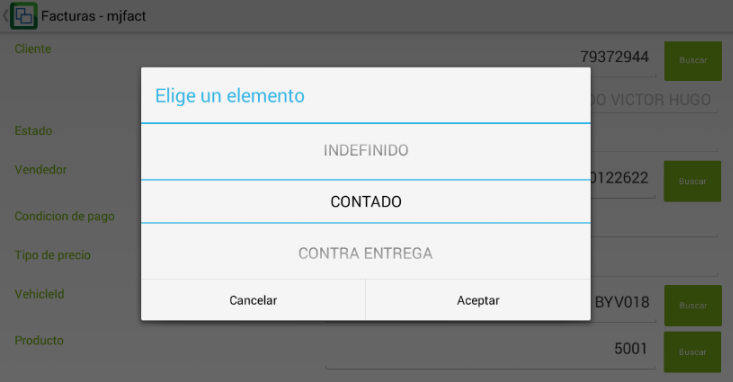 Facturas - mjfact
Cliente
79372944
Buscar
DO VICTOR HUGO
Estado
Vendedor
0122622
Buscar
Condicion de pago
Tipo de precio
VehicleId
BYV018
Buscar
Producto
5001
Buscar
Elige un elemento
INDEFINIDO
CONTADO
CONTRA ENTREGA
Cancelar
Aceptar